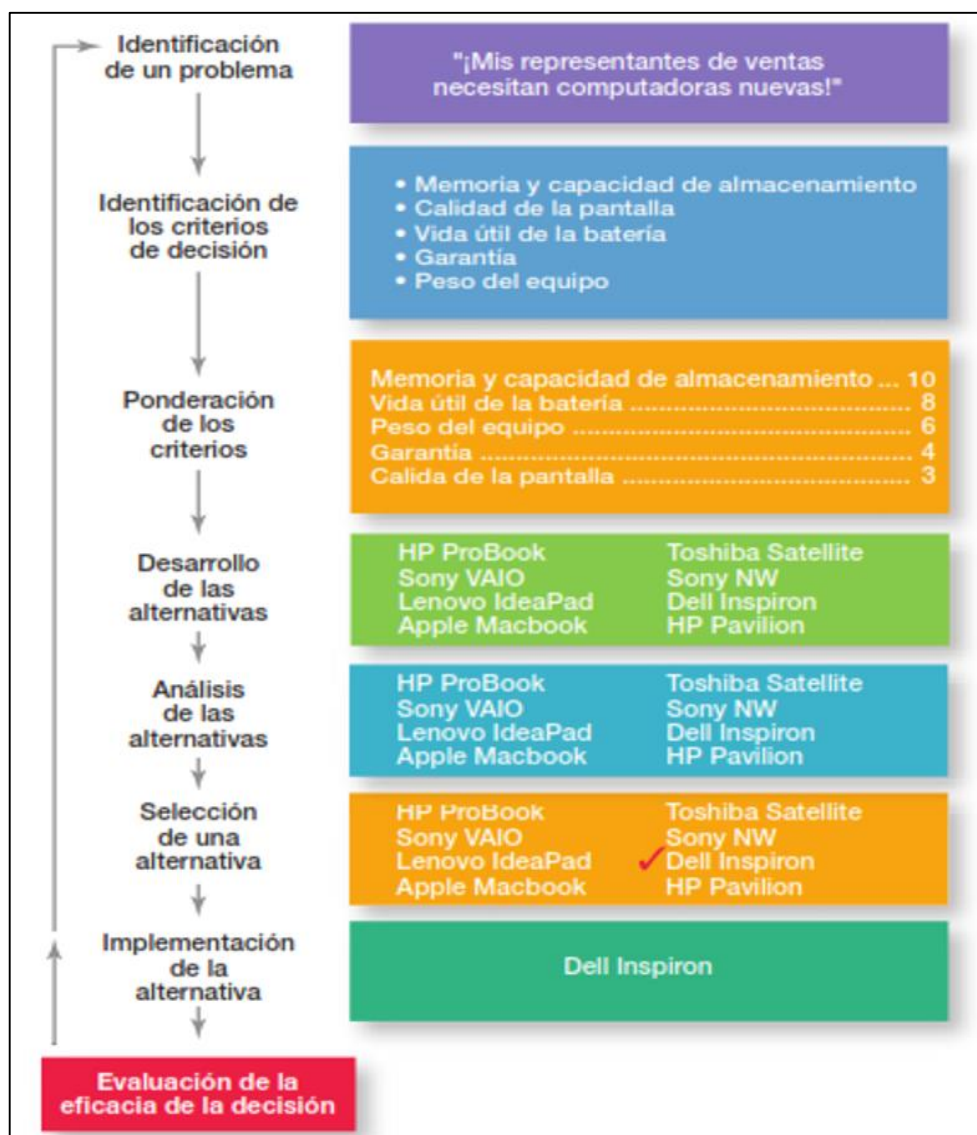 Identificación
de un problema
"¡Mis representantes de ventas
necesitan computadoras nuevas!"
Identificación de
los criterios
de decisión
• Memoria y capacidad de almacenamiento
• Calidad de la pantalla
• Vida útil de la batería
• Garantía
• Peso del equipo
Ponderación
de los
criterios
Memoria y capacidad de almacenamiento ... 10
Vida útil de la batería ....................................... 8
Peso del equipo ............................................... 6
Garantía ........................................................... 4
Calida de la pantalla ........................................ 3
Desarrollo
de las
alternativas
HP ProBook Toshiba Satellite
Sony VAIO Sony NW
Lenovo IdeaPad Dell Inspiron
Apple Macbook HP Pavilion
Análisis
de las
alternativas
HP ProBook Toshiba Satellite
Sony VAIO Sony NW
Lenovo IdeaPad Dell Inspiron
Apple Macbook HP Pavilion
Selección
de una
alternativa
HP ProBook Toshiba Satellite
Sony VAIO Sony NW
Lenovo IdeaPad ✓ Dell Inspiron
Apple Macbook HP Pavilion
Implementación
de la
alternativa
Dell Inspiron
Evaluación de la
eficacia de la decisión